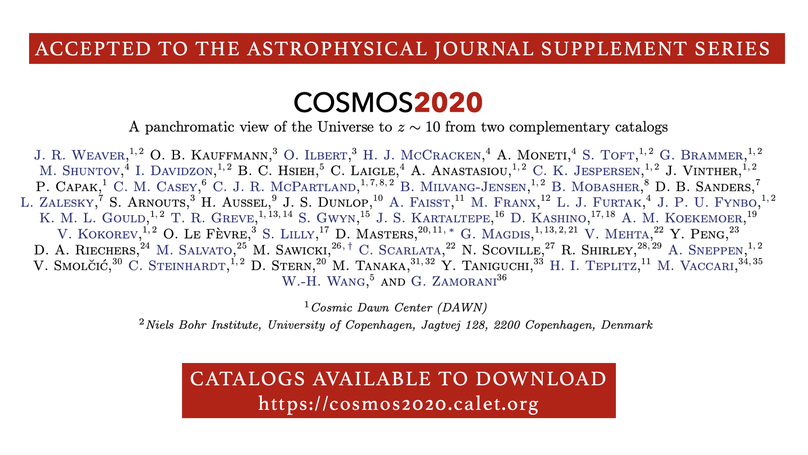 ACCEPTED TO THE ASTROPHYSICAL JOURNAL SUPPLEMENT SERIES
COSMOS2020
A panchromatic view of the Universe to z ∼ 10 from two complementary catalogs
J. R. Weaver,1, 2 O. B. Kauffmann,3 O. Ilbert,3 H. J. McCracken,4 A. Moneti,4 S. Toft,1, 2 G. Brammer,1, 2
M. Shuntov,4 I. Davidzon,1, 2 B. C. Hsieh,5 C. Laigle,4 A. Anastasiou,1, 2 C. K. Jespersen,1, 2 J. Vinther,1, 2
P. Capak,1 C. M. Casey,6 C. J. R. McPartland,1, 7, 8, 2 B. Milvang-Jensen,1, 2 B. Mobasher,8 D. B. Sanders,7
L. Zalesky,7 S. Arnouts,3 H. Aussel,9 J. S. Dunlop,10 A. Faisst,11 M. Franx,12 L. J. Furtak,4 J. P. U. Fynbo,1, 2
K. M. L. Gould,1, 2 T. R. Greve,1, 13, 14 S. Gwyn,15 J. S. Kartaltepe,16 D. Kashino,17, 18 A. M. Koekemoer,19
V. Kokorev,1, 2 O. Le Fèvre,3 S. Lilly,17 D. Masters,20, 11, * G. Magdis,1, 13, 2, 21 V. Mehta,22 Y. Peng,23
D. A. Riechers,24 M. Salvato,25 M. Sawicki,26, † C. Scarlata,22 N. Scoville,27 R. Shirley,28, 29 A. Sneppen,1, 2
V. Smolčić,30 C. Steinhardt,1, 2 D. Stern,20 M. Tanaka,31, 32 Y. Taniguchi,33 H. I. Teplitz,11 M. Vaccari,34, 35
W.-H. Wang,5 and G. Zamorani36
1 Cosmic Dawn Center (DAWN)
2 Niels Bohr Institute, University of Copenhagen, Jagtvej 128, 2200 Copenhagen, Denmark
CATALOGS AVAILABLE TO DOWNLOAD
https://cosmos2020.calet.org